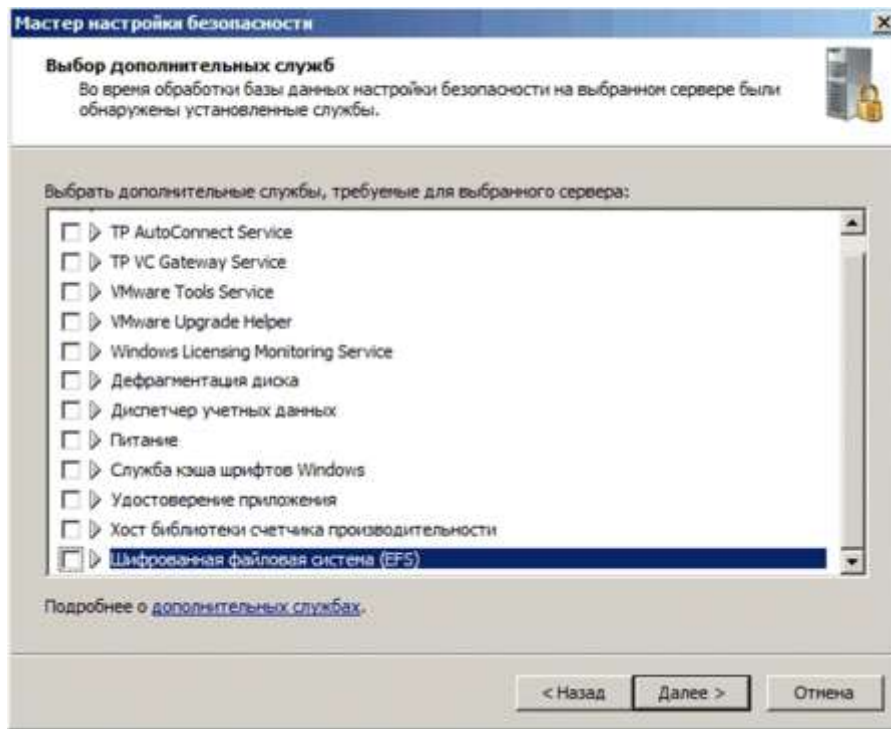 Мастер настройки безопасности
Выбор дополнительных служб
Во время обработки базы данных настройки безопасности на выбранном сервере были
обнаружены установленные службы.
Выбрать дополнительные службы, требуемые для выбранного сервера:
TP AutoConnect Service
TP VC Gateway Service
VMware Tools Service
VMware Upgrade Helper
Windows Licensing Monitoring Service
Дефрагментация диска
Диспетчер учетных данных
Питание
Служба кэша шрифтов Windows
Удостоверение приложения
Хост библиотеки счетчика производительности
Шифрованная файловая система (EFS)
Подробнее о дополнительных службах.
< Назад Далее > Отмена